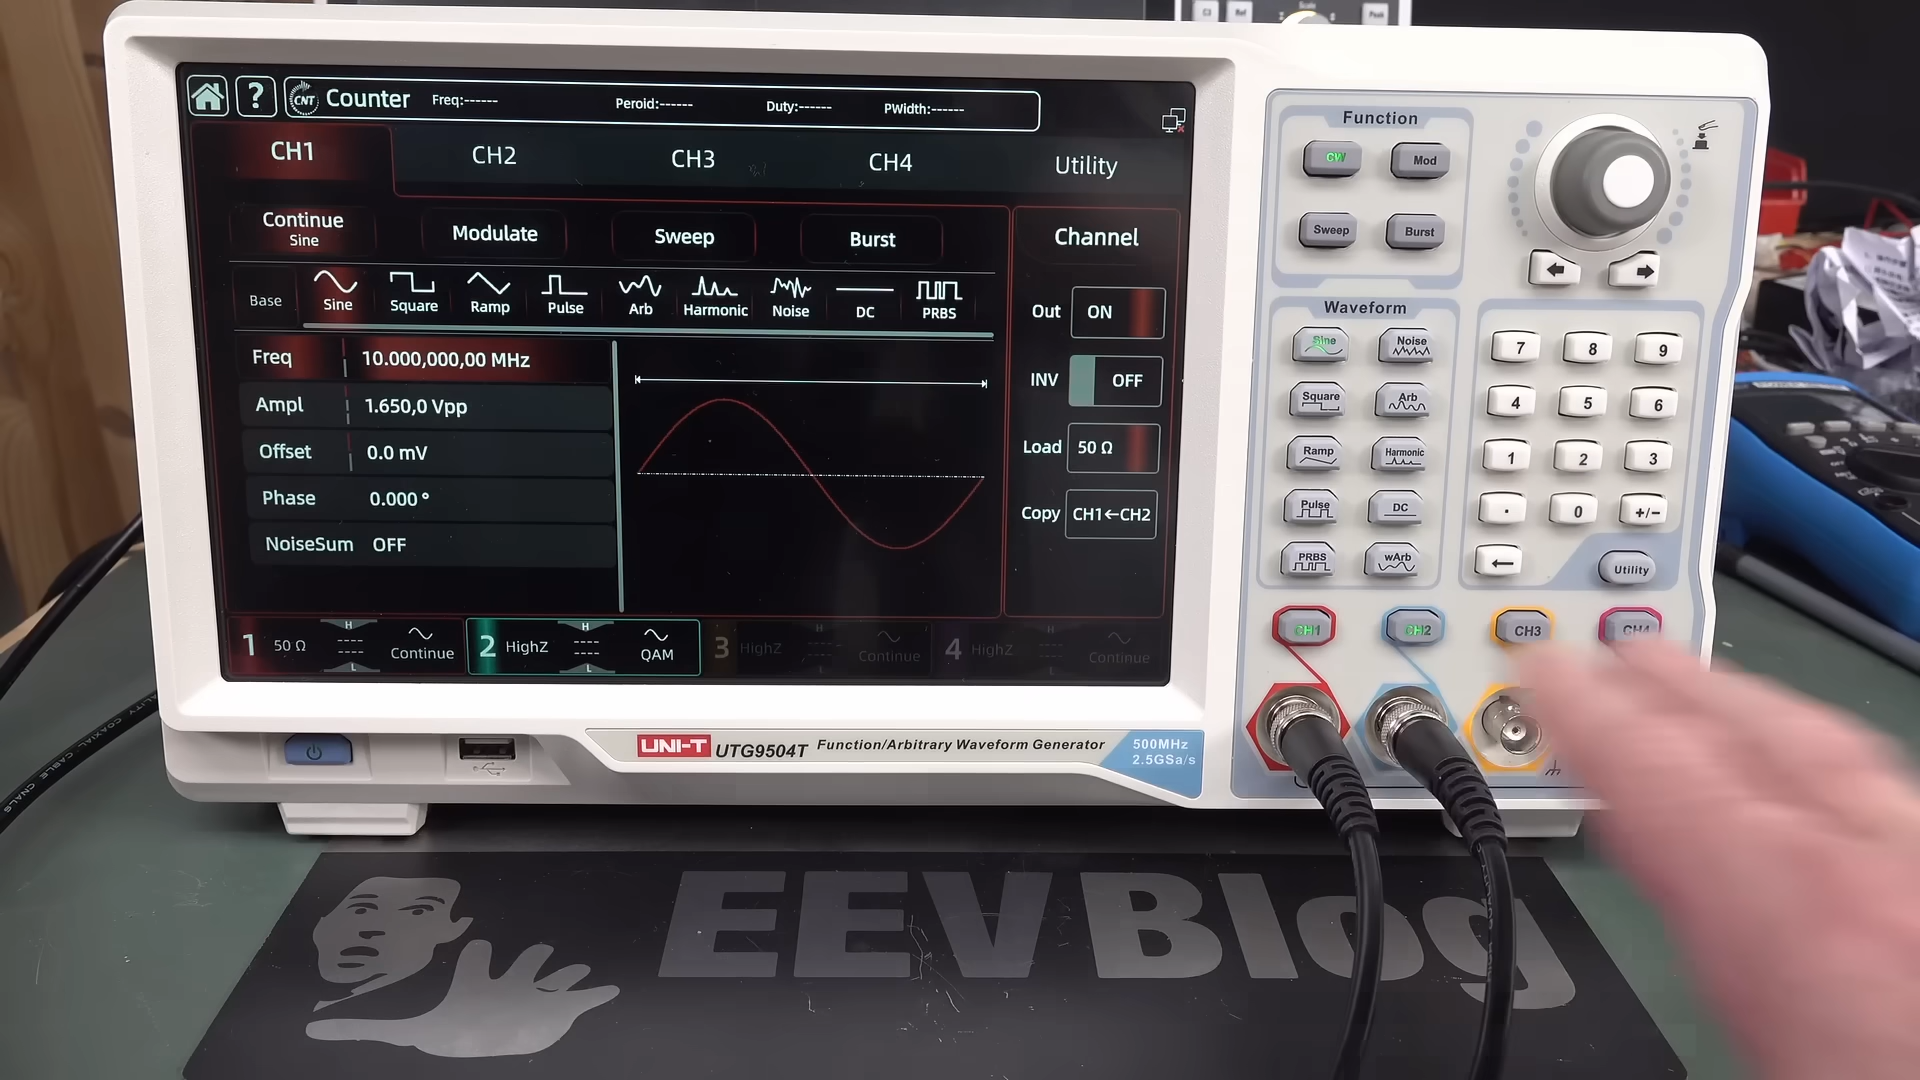 ? CNT Counter Freq:------ Peroid:------ Duty:------ PWidth:------
CH1 CH2 CH3 CH4 Utility
Continue
Sine
Modulate Sweep Burst
Channel
Base Sine Square Ramp Pulse Arb Harmonic Noise DC PRBS
Freq 10.000,000,00 MHz
Ampl 1.650,0 Vpp
Offset 0.0 mV
Phase 0.000 °
NoiseSum OFF
Out ON
INV OFF
Load 50 Ω
Copy CH1←CH2
1 50 Ω H ---- L Continue
2 HighZ H ---- L QAM
3 HighZ H ---- L Continue
4 HighZ H ---- L Continue
UNI-T UTG9504T Function/Arbitrary Waveform Generator
500MHz
2.5GSa/s
Function
CW Mod
Sweep Burst
Waveform
Sine Noise
Square Arb
Ramp Harmonic
Pulse DC
PRBS wArb
7 8 9
4 5 6
1 2 3
. 0 +/-
←
Utility
CH1 CH2 CH3 CH4
EEVBlog